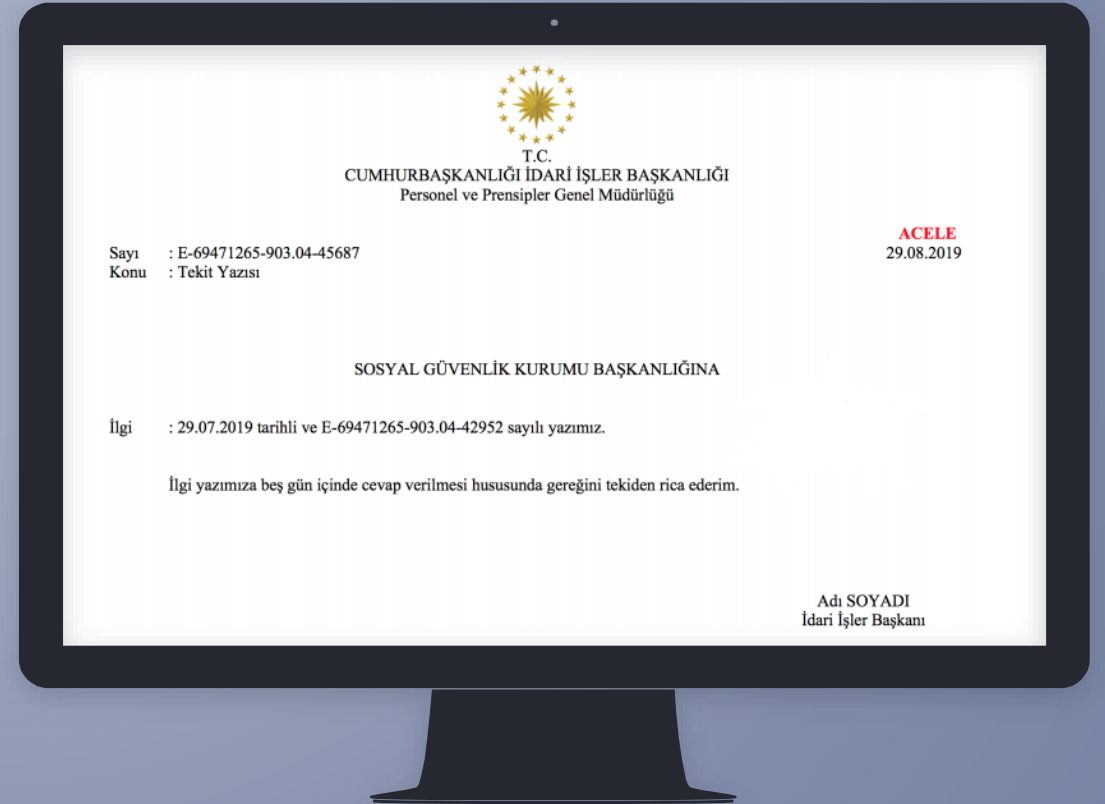 T.C.
CUMHURBAŞKANLIĞI İDARİ İŞLER BAŞKANLIĞI
Personel ve Prensipler Genel Müdürlüğü
ACELE
Sayı : E-69471265-903.04-45687 29.08.2019
Konu : Tekit Yazısı
SOSYAL GÜVENLİK KURUMU BAŞKANLIĞINA
İlgi : 29.07.2019 tarihli ve E-69471265-903.04-42952 sayılı yazımız.
İlgi yazımıza beş gün içinde cevap verilmesi hususunda gereğini tekiden rica ederim.
Adı SOYADI
İdari İşler Başkanı